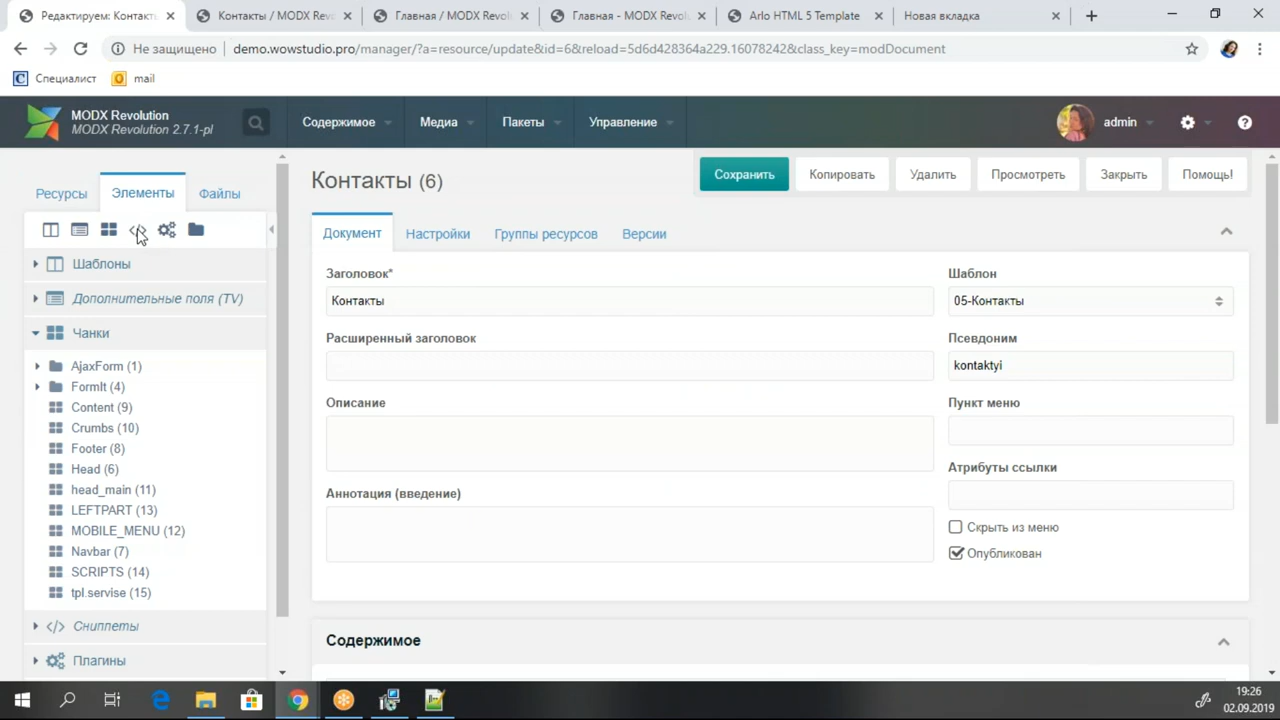 Редактируем: Контакты
Контакты / MODX Revol
Главная / MODX Revol
Главная - MODX Revol
Arlo HTML 5 Template
Новая вкладка
Не защищено
demo.wowstudio.pro/manager/?a=resource/update&id=6&reload=5d6d428364a229.16078242&class_key=modDocument
Специалист
mail
MODX Revolution
MODX Revolution 2.7.1-pl
Содержимое
Медиа
Пакеты
Управление
admin
Ресурсы
Элементы
Файлы
Контакты (6)
Сохранить
Копировать
Удалить
Просмотреть
Закрыть
Помощь!
Шаблоны
Дополнительные поля (TV)
Чанки
AjaxForm (1)
FormIt (4)
Content (9)
Crumbs (10)
Footer (8)
Head (6)
head_main (11)
LEFTPART (13)
MOBILE_MENU (12)
Navbar (7)
SCRIPTS (14)
tpl.servise (15)
Сниппеты
Плагины
Документ
Настройки
Группы ресурсов
Версии
Заголовок*
Контакты
Расширенный заголовок
Описание
Аннотация (введение)
Шаблон
05-Контакты
Псевдоним
kontaktyi
Пункт меню
Атрибуты ссылки
Скрыть из меню
Опубликован
Содержимое
19:26
02.09.2019